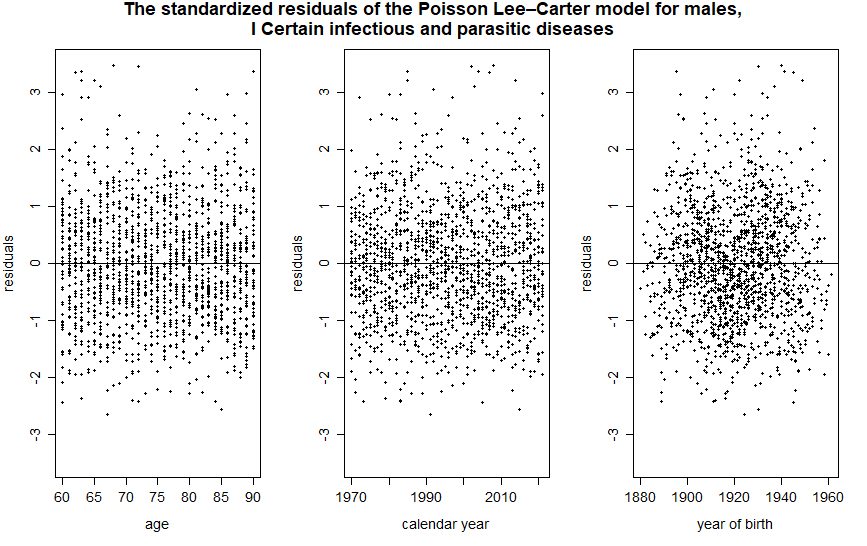 The standardized residuals of the Poisson Lee–Carter model for males,
I Certain infectious and parasitic diseases
residuals
3
2
1
0
-1
-2
-3
60 65 70 75 80 85 90
age
residuals
3
2
1
0
-1
-2
-3
1970 1990 2010
calendar year
residuals
3
2
1
0
-1
-2
-3
1880 1900 1920 1940 1960
year of birth